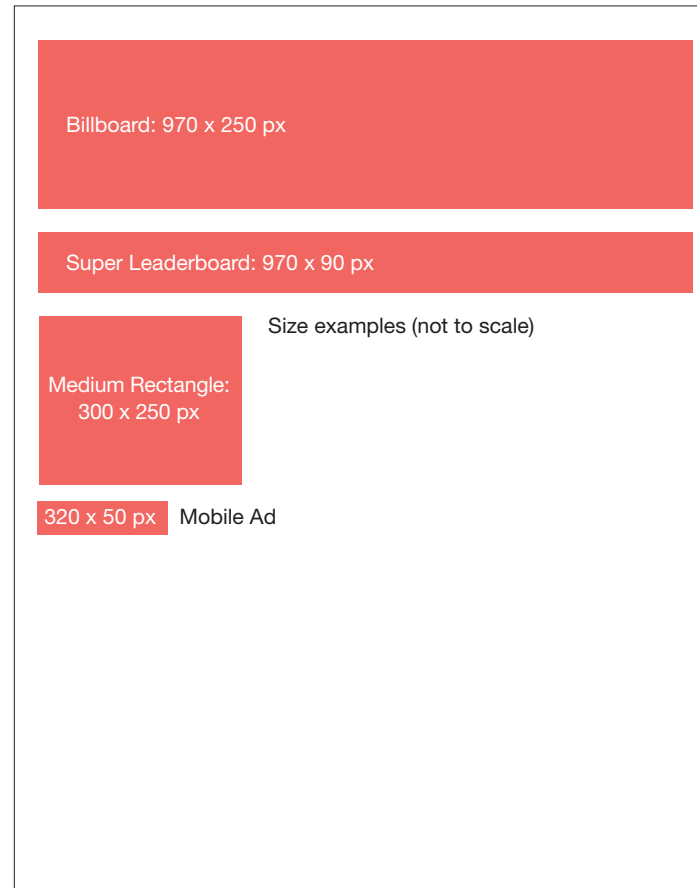 Billboard: 970 x 250 px
Super Leaderboard: 970 x 90 px
Size examples (not to scale)
Medium Rectangle:
300 x 250 px
320 x 50 px
Mobile Ad